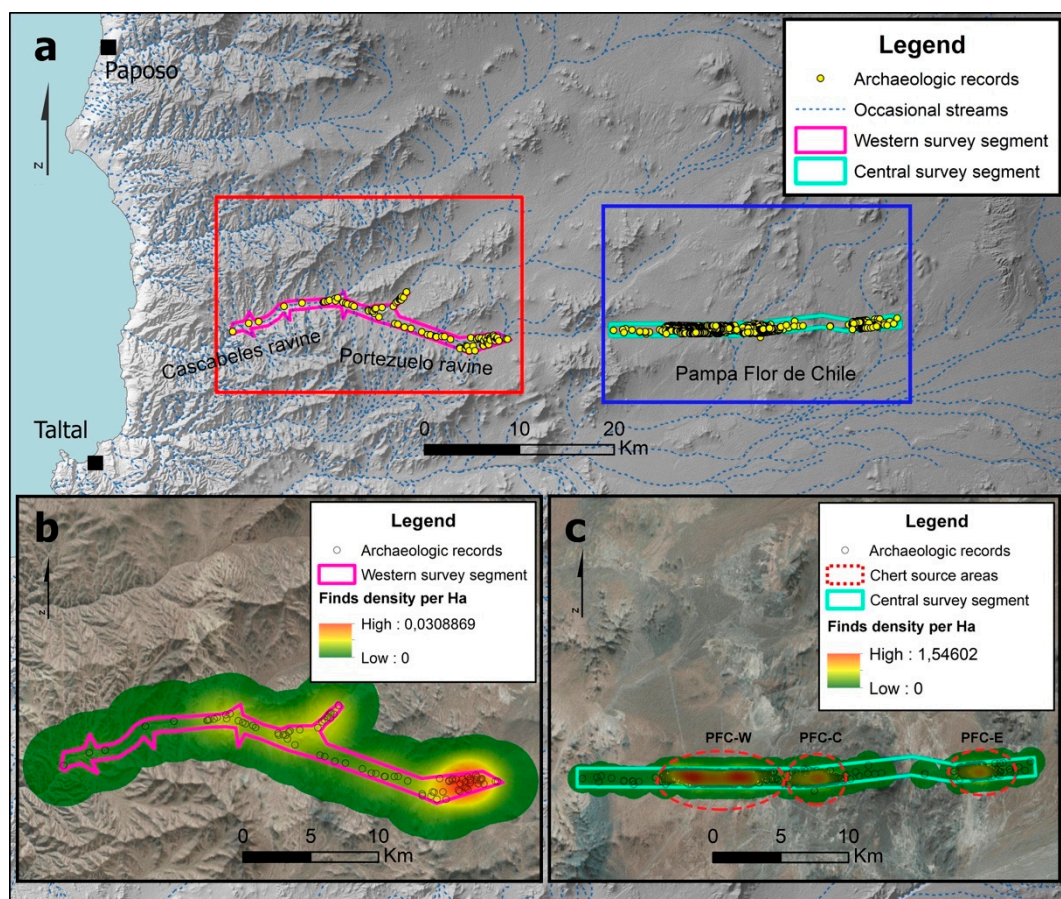 a
Paposo
z
Legend
Archaeologic records
Occasional streams
Western survey segment
Central survey segment
Cascabeles ravine
Portezuelo ravine
Pampa Flor de Chile
0 10 20
Km
Taltal
b
z
Legend
Archaeologic records
Western survey segment
Finds density per Ha
High : 0,0308869
Low : 0
0 5 10
Km
c
z
Legend
Archaeologic records
Chert source areas
Central survey segment
Finds density per Ha
High : 1,54602
Low : 0
PFC-W PFC-C PFC-E
0 5 10
Km